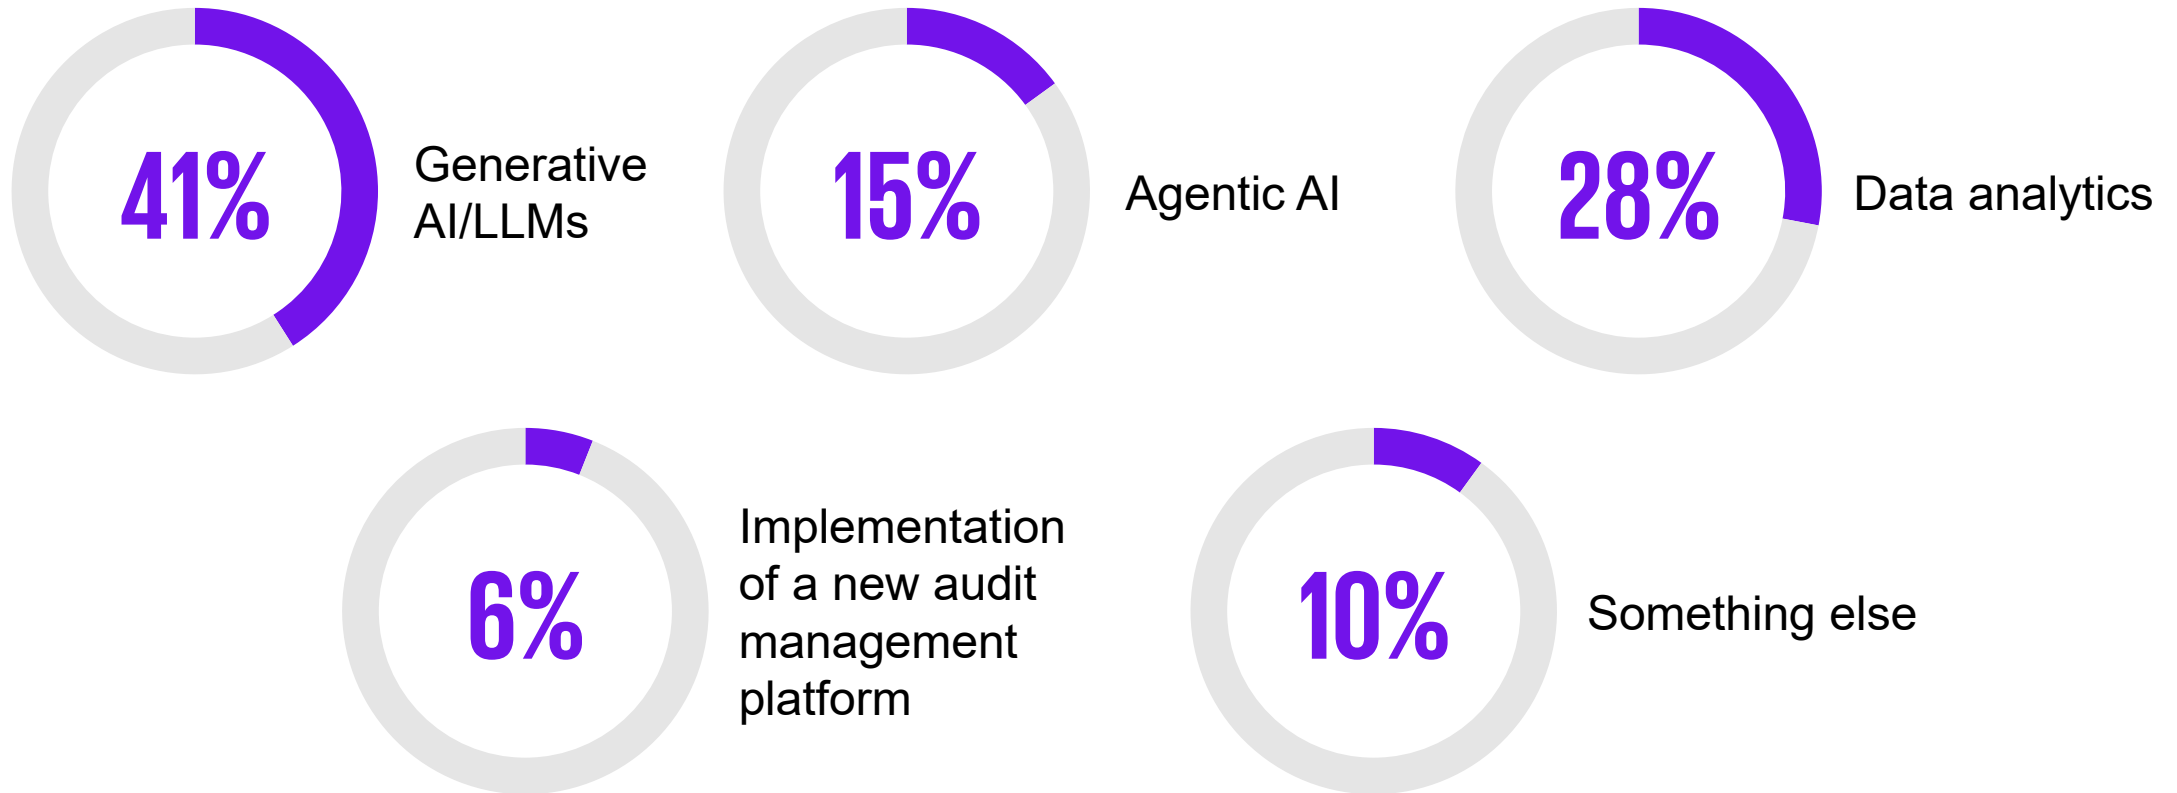 41%
Generative
AI/LLMs
15%
Agentic AI
28%
Data analytics
6%
Implementation
of a new audit
management
platform
10%
Something else